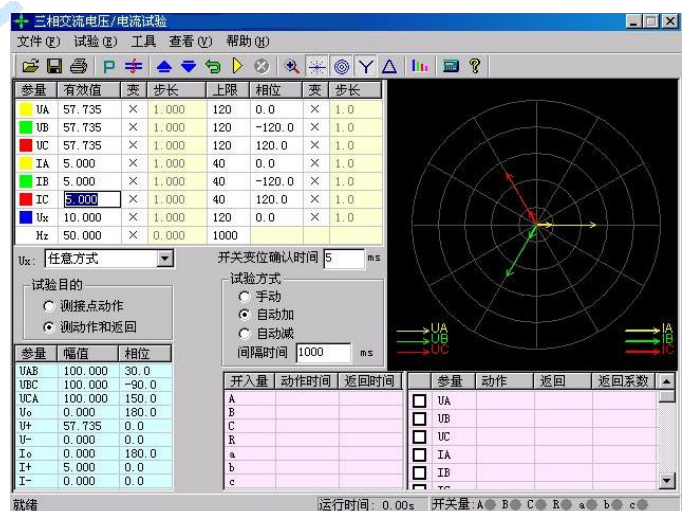 三相交流电压/电流试验
文件(F) 试验(E) 工具 查看(V) 帮助(H)
参量 有效值 变 步长 上限 相位 变 步长
UA 57.735 × 1.000 120 0.0 × 1.0
UB 57.735 × 1.000 120 -120.0 × 1.0
UC 57.735 × 1.000 120 120.0 × 1.0
IA 5.000 × 1.000 40 0.0 × 1.0
IB 5.000 × 1.000 40 -120.0 × 1.0
IC 5.000 × 1.000 40 120.0 × 1.0
Ux 10.000 × 1.000 120 0.0 × 1.0
Hz 50.000 × 0.000 1000
Ux: 任意方式
开关变位确认时间 5 ms
试验目的
测接点动作
测动作和返回
试验方式
手动
自动加
自动减
间隔时间 1000 ms
UA
UB
UC
IA
IB
IC
参量 幅值 相位
UAB 100.000 30.0
UBC 100.000 -90.0
UCA 100.000 150.0
Uo 0.000 180.0
U+ 57.735 0.0
U- 0.000 0.0
Io 0.000 180.0
I+ 5.000 0.0
I- 0.000 0.0
开入量 动作时间 返回时间
A
B
C
R
a
b
c
参量 动作 返回 返回系数
UA
UB
UC
IA
IB
就绪
运行时间: 0.00s 开关量:A B C R a b c